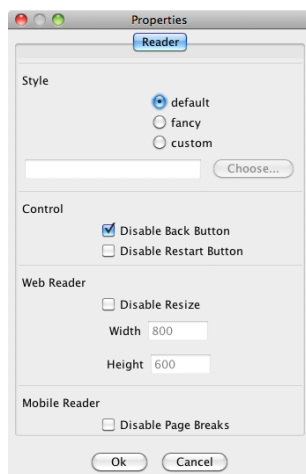 Properties
Reader
Style
default
fancy
custom
Choose...
Control
Disable Back Button
Disable Restart Button
Web Reader
Disable Resize
Width 800
Height 600
Mobile Reader
Disable Page Breaks
Ok Cancel